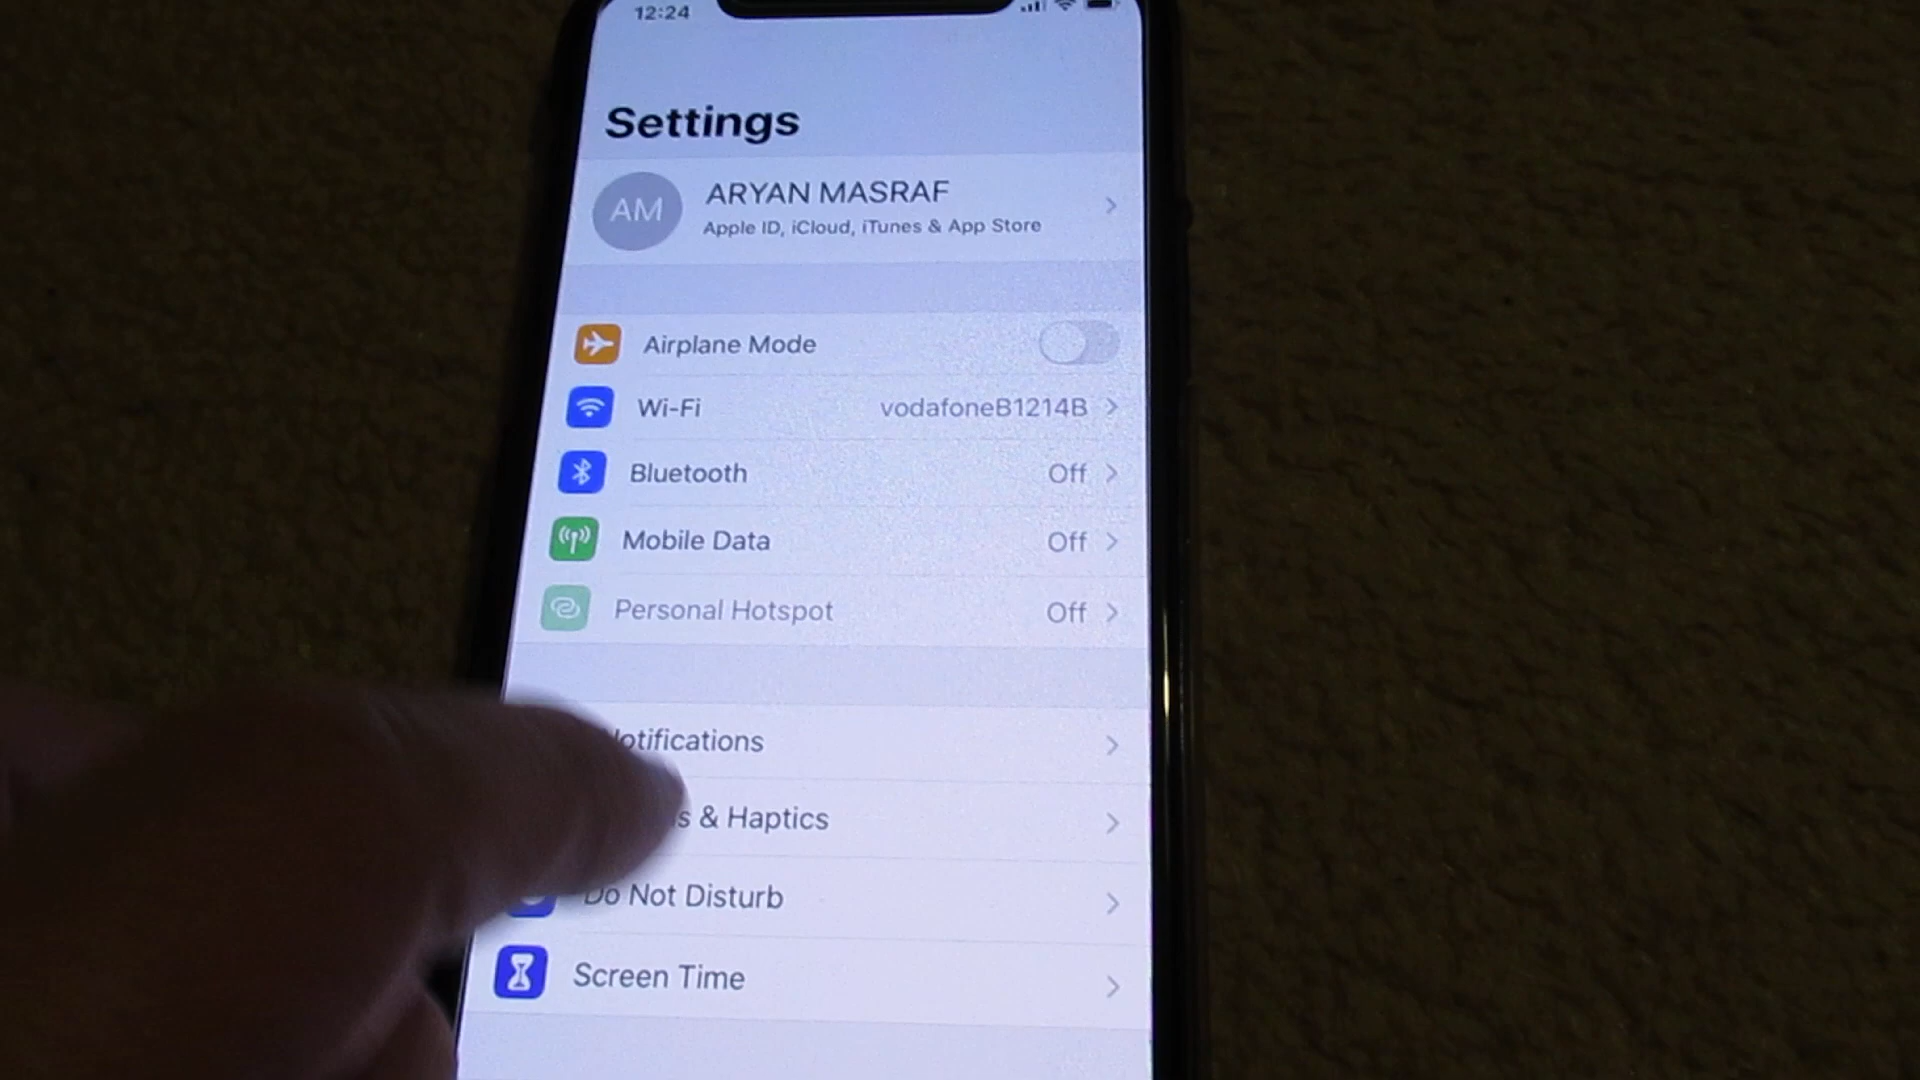 12:24
Settings
AM
ARYAN MASRAF
Apple ID, iCloud, iTunes & App Store
Airplane Mode
Wi-Fi vodafoneB1214B
Bluetooth Off
Mobile Data Off
Personal Hotspot Off
otifications
s & Haptics
Do Not Disturb
Screen Time